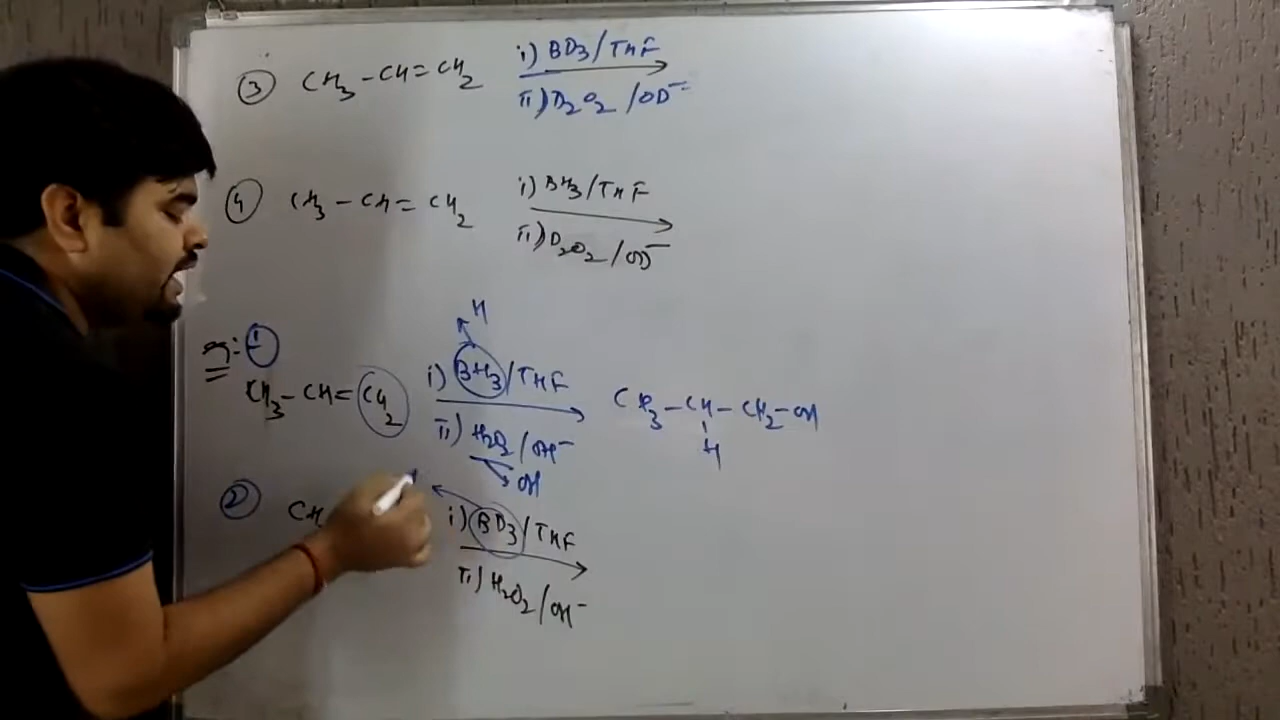 ③ CH₃-CH=CH₂ i) BD₃/THF
ii) D₂O₂/OD⁻
④ CH₃-CH=CH₂ i) BH₃/THF
ii) D₂O₂/OD⁻
H
①
CH₃-CH=CH₂ i) BH₃/THF CH₃-CH-CH₂-OH
ii) H₂O₂/OH⁻ H
OH
② CH i) BD₃/THF
ii) H₂O₂/OH⁻